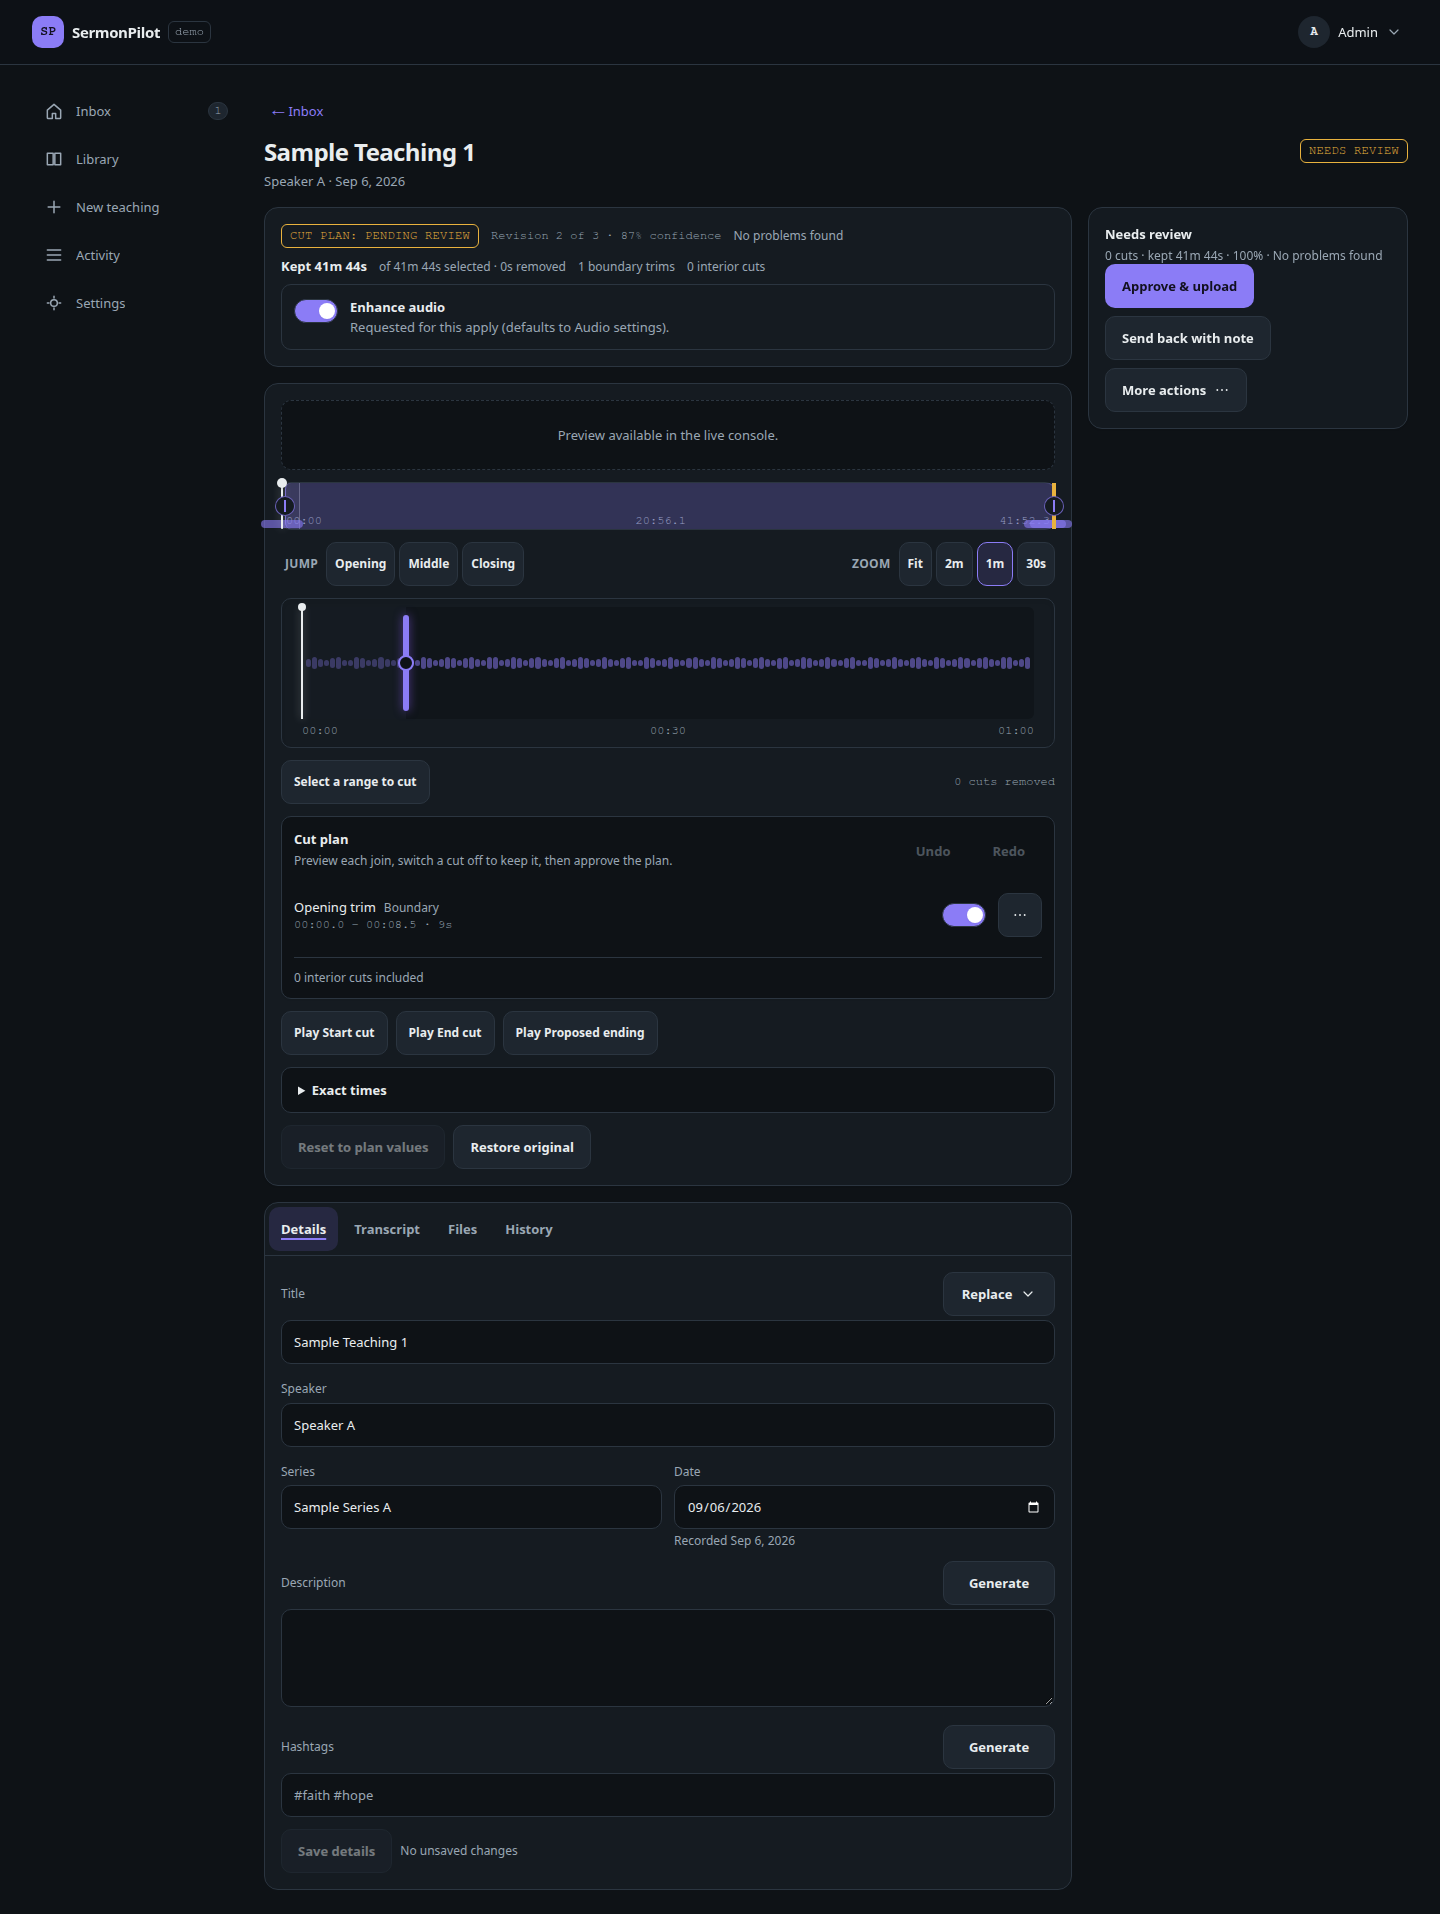 SP SermonPilot demo
A Admin
Inbox 1
Library
New teaching
Activity
Settings
← Inbox
Sample Teaching 1
NEEDS REVIEW
Speaker A · Sep 6, 2026
CUT PLAN: PENDING REVIEW Revision 2 of 3 · 87% confidence No problems found
Kept 41m 44s of 41m 44s selected · 0s removed 1 boundary trims 0 interior cuts
Enhance audio
Requested for this apply (defaults to Audio settings).
Needs review
0 cuts · kept 41m 44s · 100% · No problems found
Approve & upload
Send back with note
More actions ···
Preview available in the live console.
00:00 20:56.1
JUMP Opening Middle Closing ZOOM Fit 2m 1m 30s
00:00 00:30 01:00
Select a range to cut 0 cuts removed
Cut plan
Preview each join, switch a cut off to keep it, then approve the plan.
Undo Redo
Opening trim Boundary
00:00.0 – 00:08.5 · 9s
···
0 interior cuts included
Play Start cut Play End cut Play Proposed ending
Exact times
Reset to plan values Restore original
Details Transcript Files History
Title Replace
Sample Teaching 1
Speaker
Speaker A
Series Date
Sample Series A 09/06/2026
Recorded Sep 6, 2026
Description Generate
Hashtags Generate
#faith #hope
Save details No unsaved changes